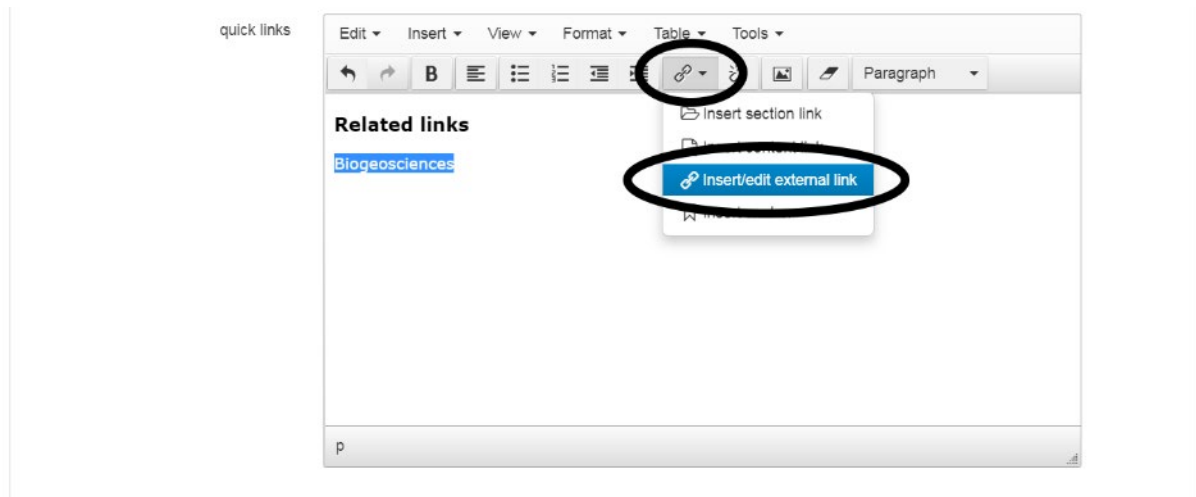 quick links
Edit Insert View Format Table Tools
B Paragraph
Related links
Insert section link
Biogeosciences
Insert/edit external link
p